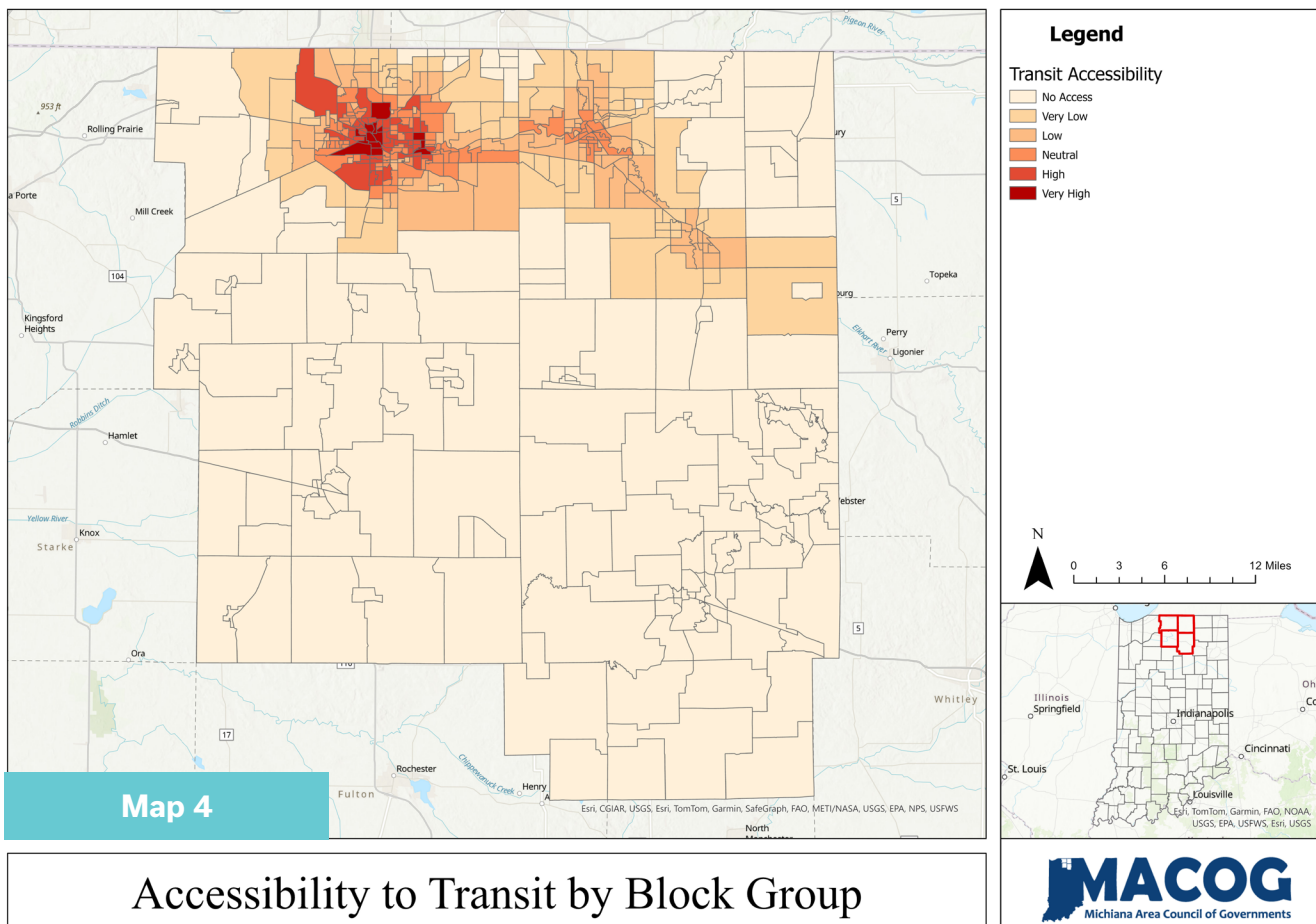 Pigeon River
953 ft
Rolling Prairie
ury
a Porte
Mill Creek
5
104
Topeka
burg
Kingsford
Heights
Elkhart River
Perry
Ligonier
Robbins Ditch
Hamlet
ebster
Yellow River
Knox
Starke
5
Ora
Whitley
17
Rochester
Chippewanuck Creek
Henry
A
Fulton
Esri, CGIAR, USGS, Esri, TomTom, Garmin, SafeGraph, FAO, METI/NASA, USGS, EPA, NPS, USFWS
North
Map 4
Accessibility to Transit by Block Group
Legend
Transit Accessibility
No Access
Very Low
Low
Neutral
High
Very High
N
0 3 6 12 Miles
Illinois
Springfield
Oh
Co
Indianapolis
Cincinnati
St. Louis
Louisville
Esri, TomTom, Garmin, FAO, NOAA,
USGS, EPA, USFWS, Esri, USGS
MACOG
Michiana Area Council of Governments